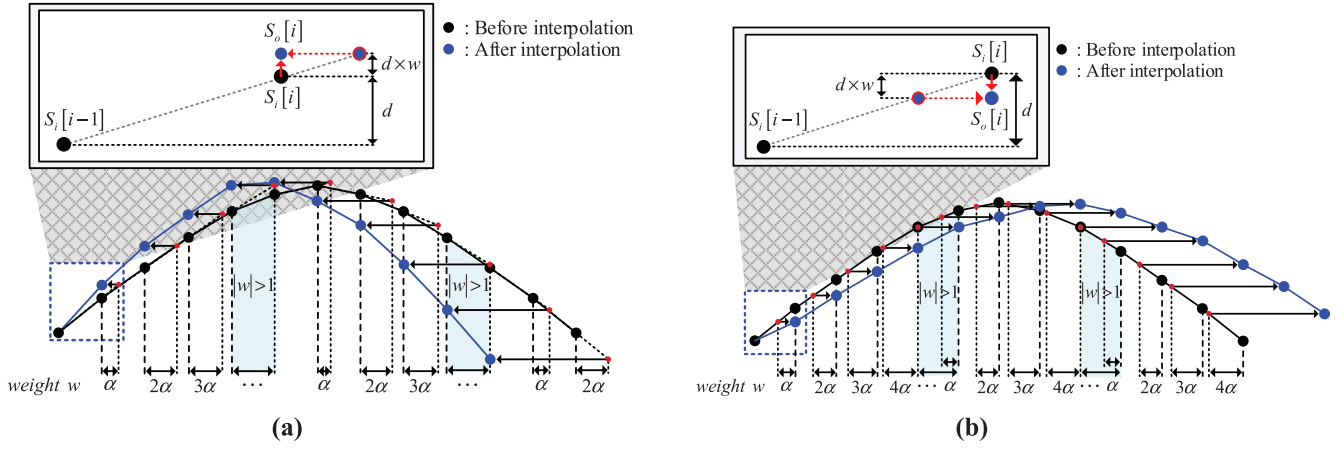 S_o[i]
● : Before interpolation
● : After interpolation
d×w
S_i[i]
d
S_i[i−1]
|w|>1
|w|>1
weight w α 2α 3α ··· α 2α 3α ··· α 2α
(a)
● : Before interpolation
● : After interpolation
S_i[i]
d×w
d
S_o[i]
S_i[i−1]
|w|>1
|w|>1
weight w α 2α 3α 4α ··· α 2α 3α 4α ··· α 2α 3α 4α
(b)